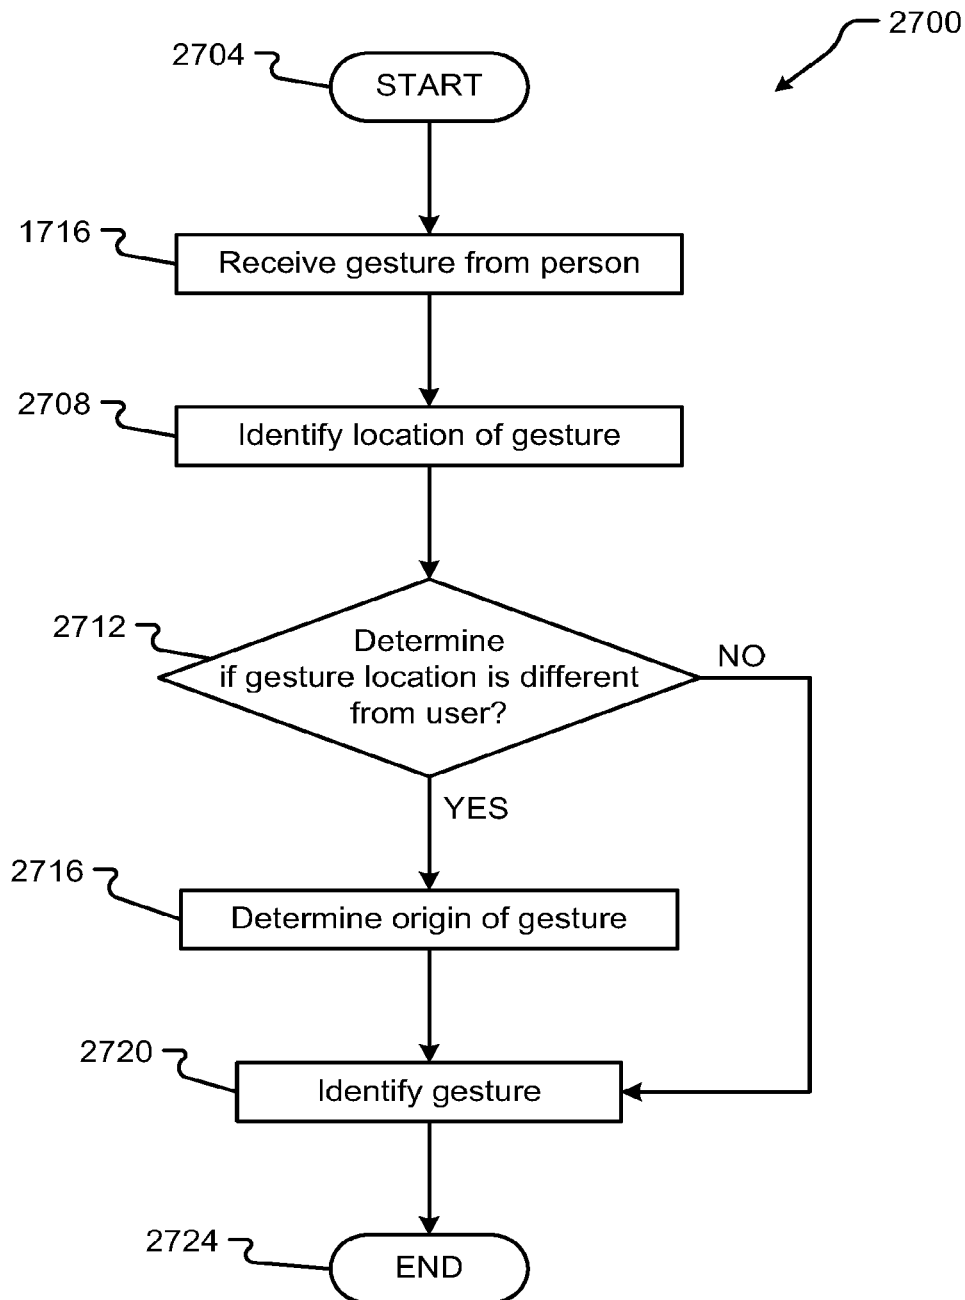 2700
2704
START
1716
Receive gesture from person
2708
Identify location of gesture
2712
Determine
if gesture location is different
from user?
NO
YES
2716
Determine origin of gesture
2720
Identify gesture
2724
END